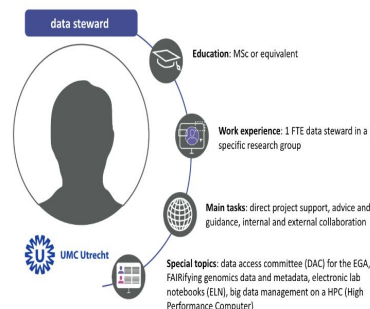 data steward
Education: MSc or equivalent
Work experience: 1 FTE data steward in a
specific research group
Main tasks: direct project support, advice and
guidance, internal and external collaboration
UMC Utrecht
Special topics: data access committee (DAC) for the EGA,
FAIRifying genomics data and metadata, electronic lab
notebooks (ELN), big data management on a HPC (High
Performance Computer)